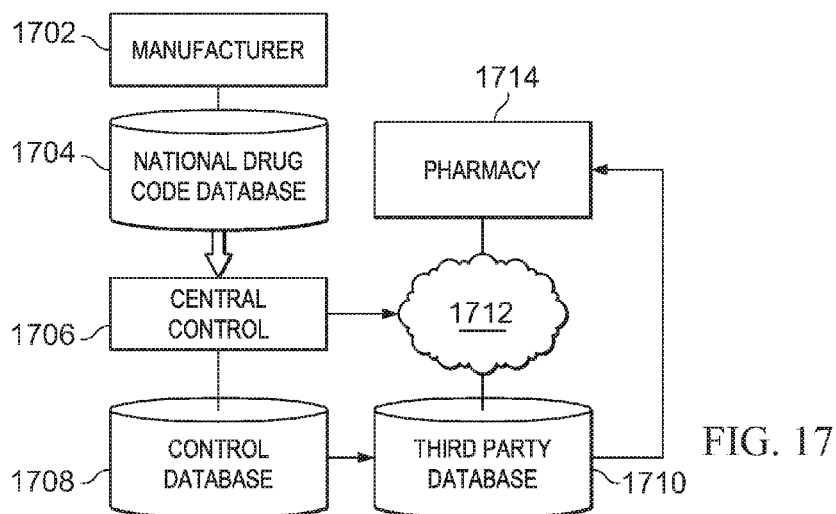 1702
MANUFACTURER
1704
NATIONAL DRUG
CODE DATABASE
1714
PHARMACY
1706
CENTRAL
CONTROL
1712
1708
CONTROL
DATABASE
THIRD PARTY
DATABASE
1710
FIG. 17